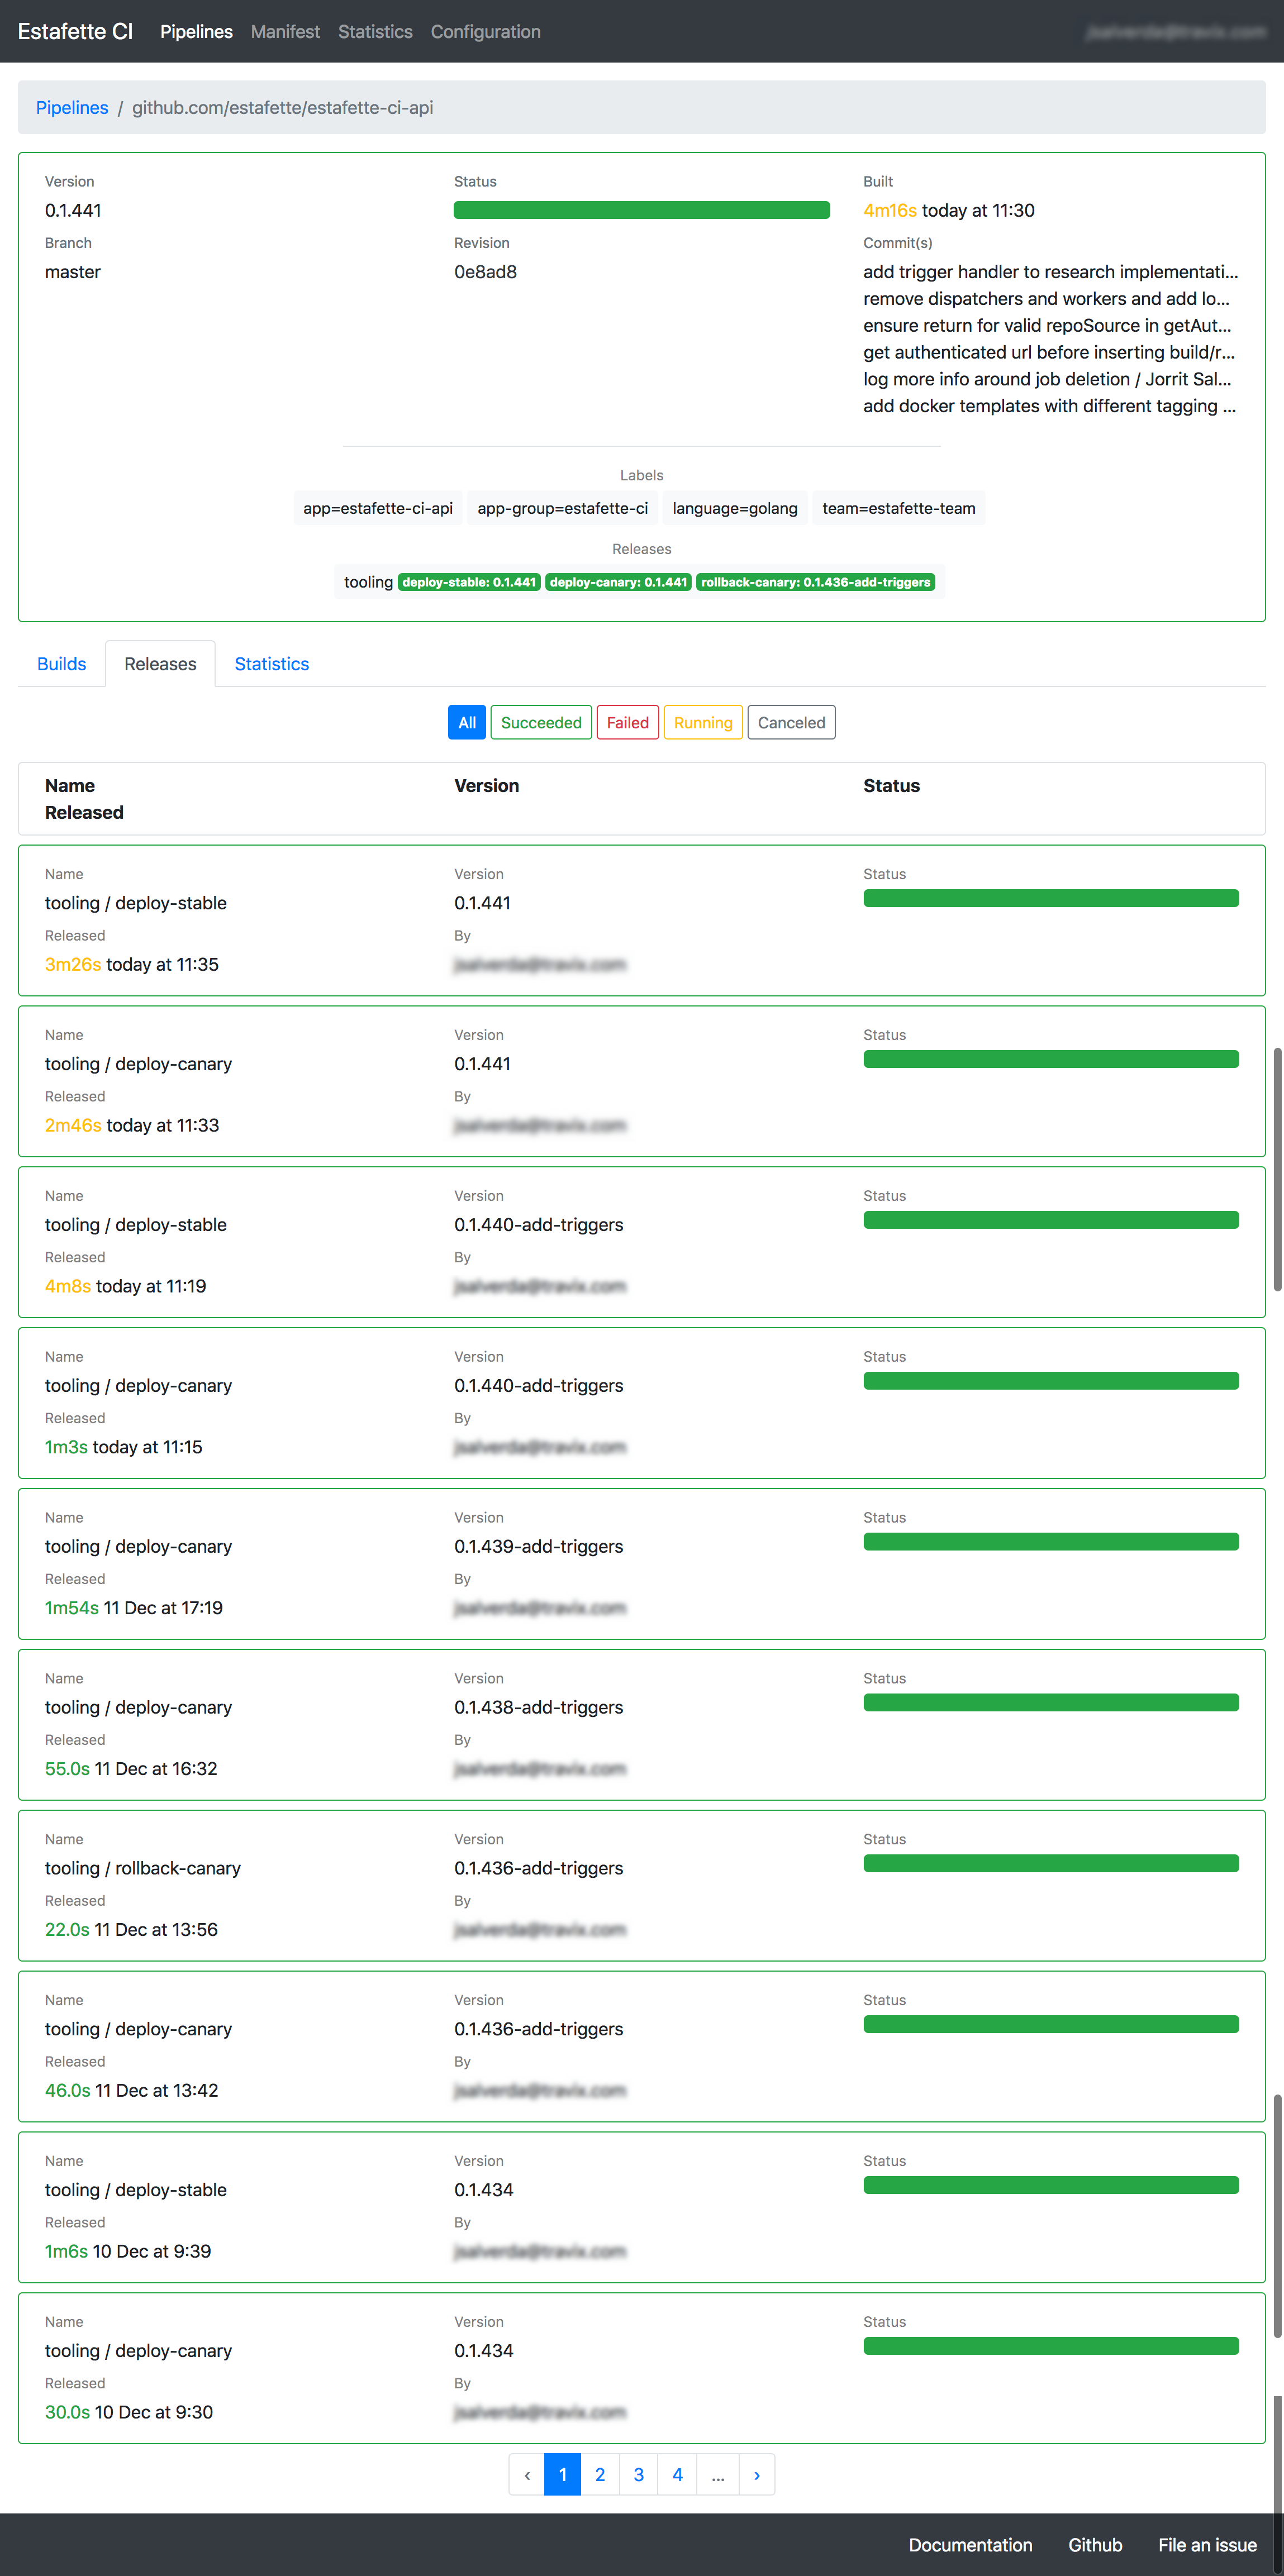 Estafette CI Pipelines Manifest Statistics Configuration
Pipelines / github.com/estafette/estafette-ci-api
Version Status Built
0.1.441 4m16s today at 11:30
Branch Revision Commit(s)
master 0e8ad8 add trigger handler to research implementati...
remove dispatchers and workers and add lo...
ensure return for valid repoSource in getAut...
get authenticated url before inserting build/r...
log more info around job deletion / Jorrit Sal...
add docker templates with different tagging ...
Labels
app=estafette-ci-api app-group=estafette-ci language=golang team=estafette-team
Releases
tooling deploy-stable: 0.1.441 deploy-canary: 0.1.441 rollback-canary: 0.1.436-add-triggers
Builds Releases Statistics
All Succeeded Failed Running Canceled
Name Version Status
Released
Name Version Status
tooling / deploy-stable 0.1.441
Released By
3m26s today at 11:35
Name Version Status
tooling / deploy-canary 0.1.441
Released By
2m46s today at 11:33
Name Version Status
tooling / deploy-stable 0.1.440-add-triggers
Released By
4m8s today at 11:19
Name Version Status
tooling / deploy-canary 0.1.440-add-triggers
Released By
1m3s today at 11:15
Name Version Status
tooling / deploy-canary 0.1.439-add-triggers
Released By
1m54s 11 Dec at 17:19
Name Version Status
tooling / deploy-canary 0.1.438-add-triggers
Released By
55.0s 11 Dec at 16:32
Name Version Status
tooling / rollback-canary 0.1.436-add-triggers
Released By
22.0s 11 Dec at 13:56
Name Version Status
tooling / deploy-canary 0.1.436-add-triggers
Released By
46.0s 11 Dec at 13:42
Name Version Status
tooling / deploy-stable 0.1.434
Released By
1m6s 10 Dec at 9:39
Name Version Status
tooling / deploy-canary 0.1.434
Released By
30.0s 10 Dec at 9:30
‹ 1 2 3 4 ... ›
Documentation Github File an issue